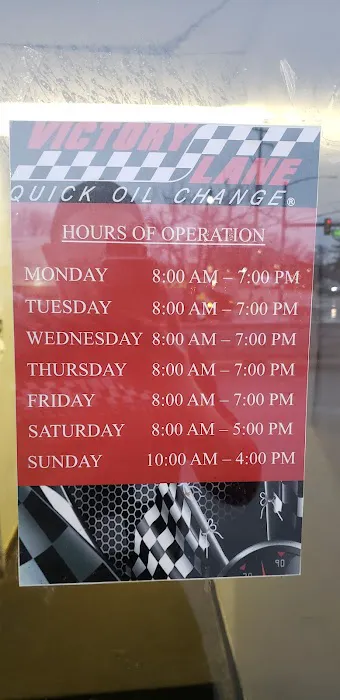 VICTORY
LANE
QUICK OIL CHANGE®
HOURS OF OPERATION
MONDAY 8:00 AM – 7:00 PM
TUESDAY 8:00 AM – 7:00 PM
WEDNESDAY 8:00 AM – 7:00 PM
THURSDAY 8:00 AM – 7:00 PM
FRIDAY 8:00 AM – 7:00 PM
SATURDAY 8:00 AM – 5:00 PM
SUNDAY 10:00 AM – 4:00 PM
90
70